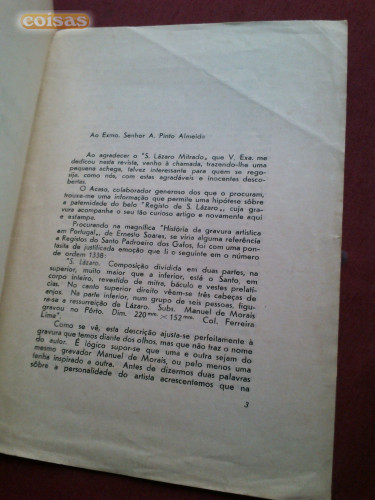 coisas
Ao Exmo. Senhor A. Pinto Almeida
Ao agradecer o "S. Lázaro Mitrado„ que V. Exa. me
dedicou nesta revista, venho à chamada, trazendo-lhe uma
pequena achega, talvez interessante para quem se rego-
sija, como nós, com estas agradáveis e inocentes desco-
bertas.
O Acaso, colaborador generoso dos que o procuram,
trouxe-me uma informação que permite uma hipótese sôbre
a paternidade do belo "Registo de S. Lázaro„, cuja gra-
vura acompanha o seu tão curioso artigo e novamente aqui
se estampa.
Procurando na magnífica "História da gravura artística
em Portugal„, de Ernesto Soares, se viria alguma referência
a Registos do Santo Padroeiro dos Gafos, foi com uma pon-
tasita de justificada emoção que li o seguinte em o número
de ordem 1338:
"S. Lázaro. Composição dividida em duas partes, na
superior, muito maior que a inferior, está o Santo, em
corpo inteiro, revestido de mitra, báculo e vestes prelatí-
cias. No canto superior direito vêem-se três cabeças de
anjos. Na parte inferior, num grupo de seis pessoas, figu-
ra-se a ressurreição de Lázaro. Subs. Manuel de Morais
gravou no Pôrto. Dim. 220 mm. × 152 mm. Col. Ferreira
Lima".
Como se vê, esta descrição ajusta-se perfeitamente à
gravura que temos diante dos olhos, mas que não traz o nome
do autor. É lógico supor-se que uma e outra sejam do
mesmo gravador Manuel de Morais, ou pelo menos uma
tenha inspirado a outra. Antes de dizermos duas palavras
sôbre a personalidade do artista acrescentemos que na
3